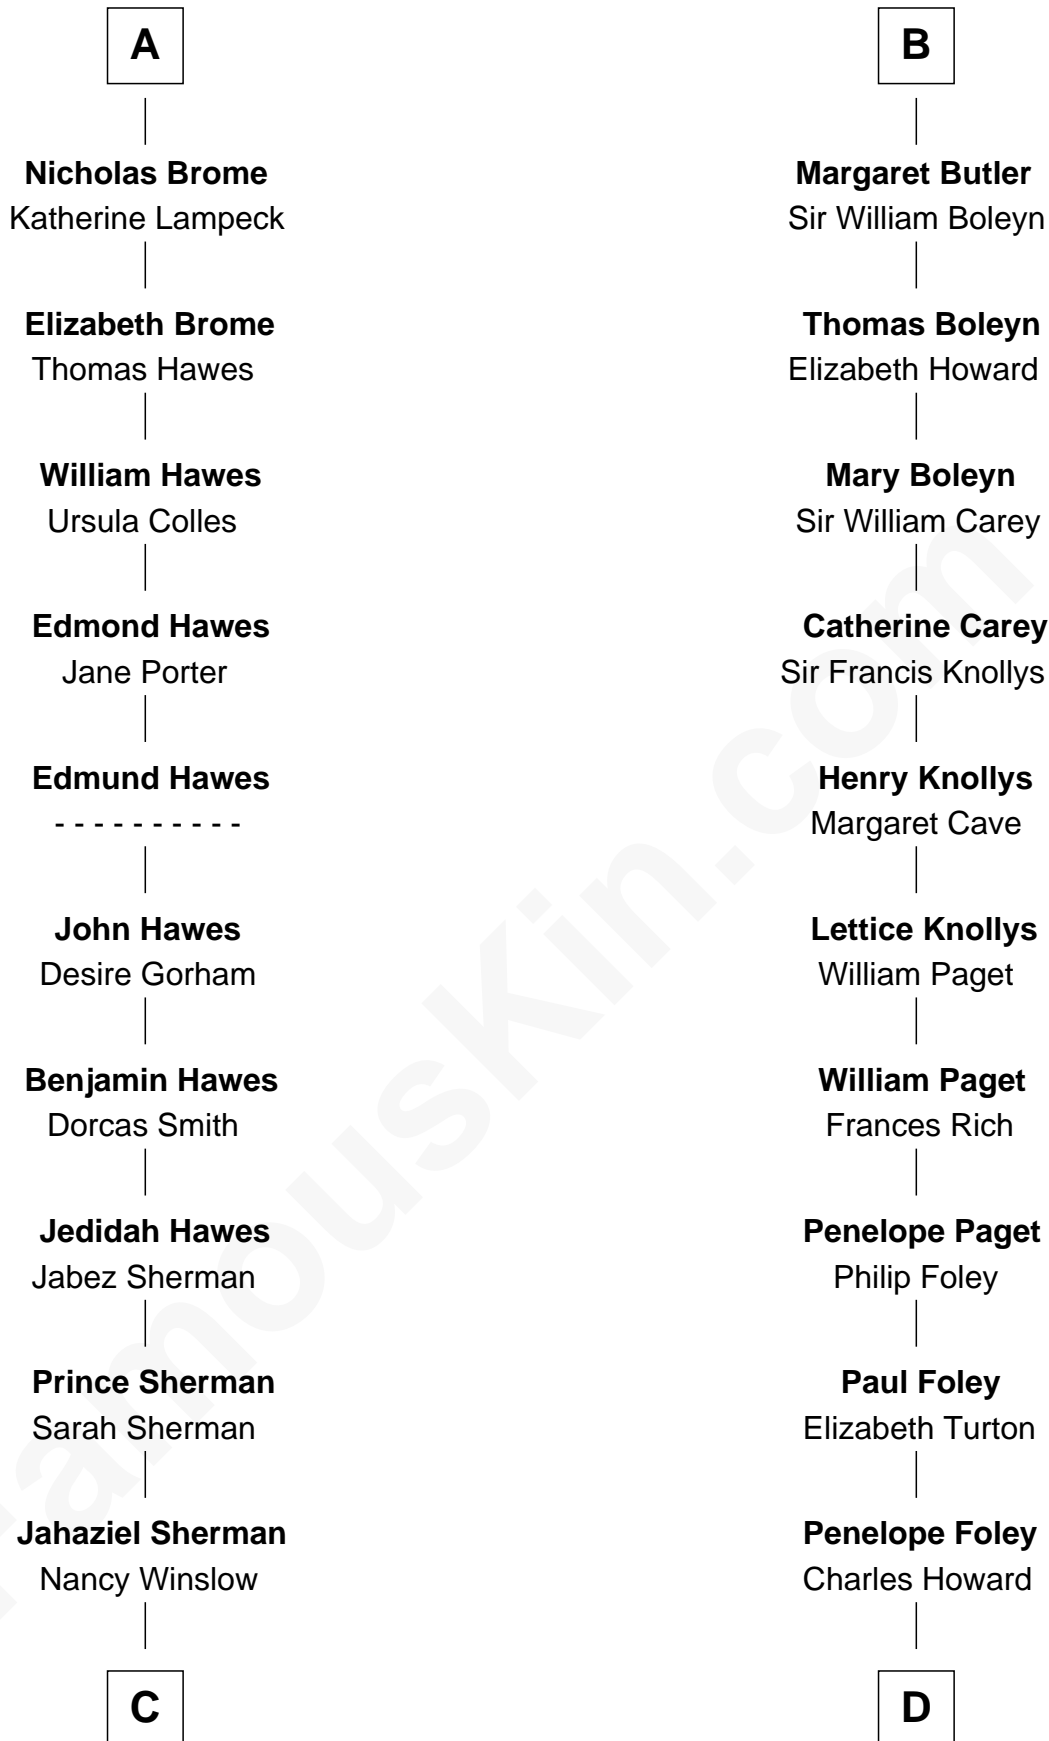 A
Nicholas Brome
Katherine Lampeck
Elizabeth Brome
Thomas Hawes
William Hawes
Ursula Colles
Edmond Hawes
Jane Porter
Edmund Hawes
- - - - - - - - - -
John Hawes
Desire Gorham
Benjamin Hawes
Dorcas Smith
Jedidah Hawes
Jabez Sherman
Prince Sherman
Sarah Sherman
Jahaziel Sherman
Nancy Winslow
C
B
Margaret Butler
Sir William Boleyn
Thomas Boleyn
Elizabeth Howard
Mary Boleyn
Sir William Carey
Catherine Carey
Sir Francis Knollys
Henry Knollys
Margaret Cave
Lettice Knollys
William Paget
William Paget
Frances Rich
Penelope Paget
Philip Foley
Paul Foley
Elizabeth Turton
Penelope Foley
Charles Howard
D
FamousKin.com